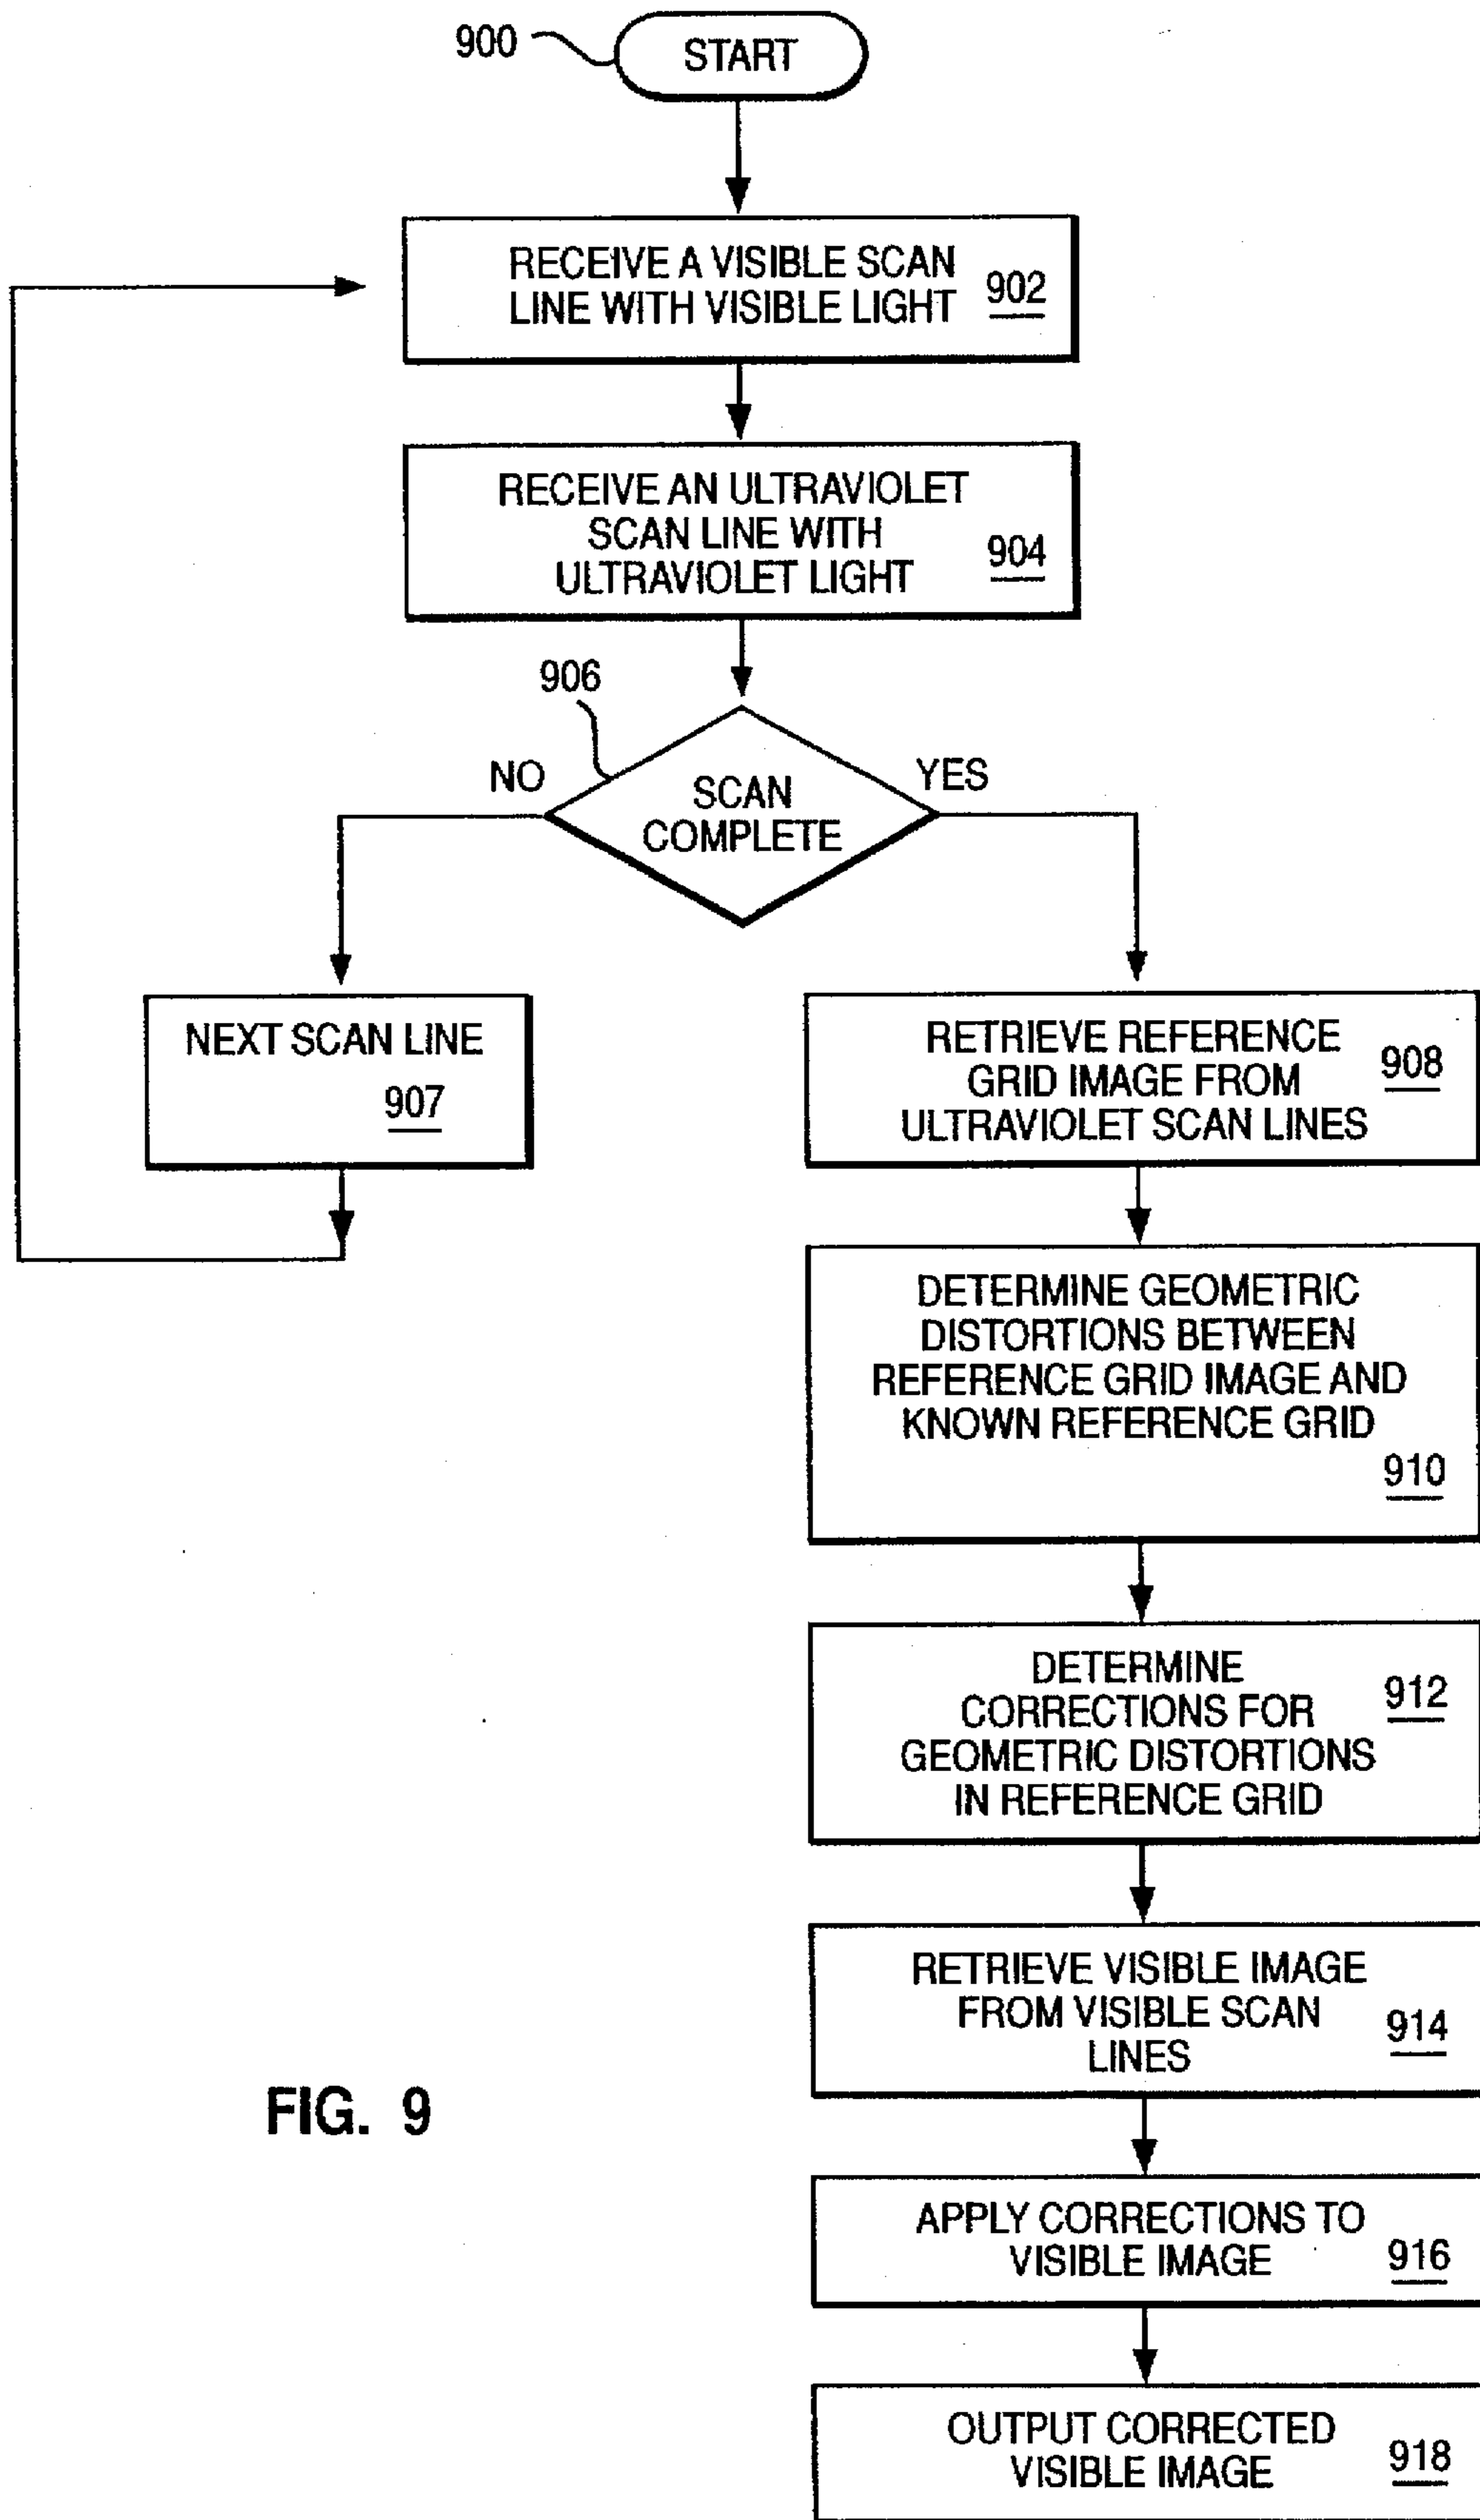 900
START
RECEIVE A VISIBLE SCAN
LINE WITH VISIBLE LIGHT
902
RECEIVE AN ULTRAVIOLET
SCAN LINE WITH
ULTRAVIOLET LIGHT
904
906
NO
YES
SCAN
COMPLETE
NEXT SCAN LINE
907
RETRIEVE REFERENCE
GRID IMAGE FROM
ULTRAVIOLET SCAN LINES
908
DETERMINE GEOMETRIC
DISTORTIONS BETWEEN
REFERENCE GRID IMAGE AND
KNOWN REFERENCE GRID
910
DETERMINE
CORRECTIONS FOR
GEOMETRIC DISTORTIONS
IN REFERENCE GRID
912
RETRIEVE VISIBLE IMAGE
FROM VISIBLE SCAN
LINES
914
FIG. 9
APPLY CORRECTIONS TO
VISIBLE IMAGE
916
OUTPUT CORRECTED
VISIBLE IMAGE
918